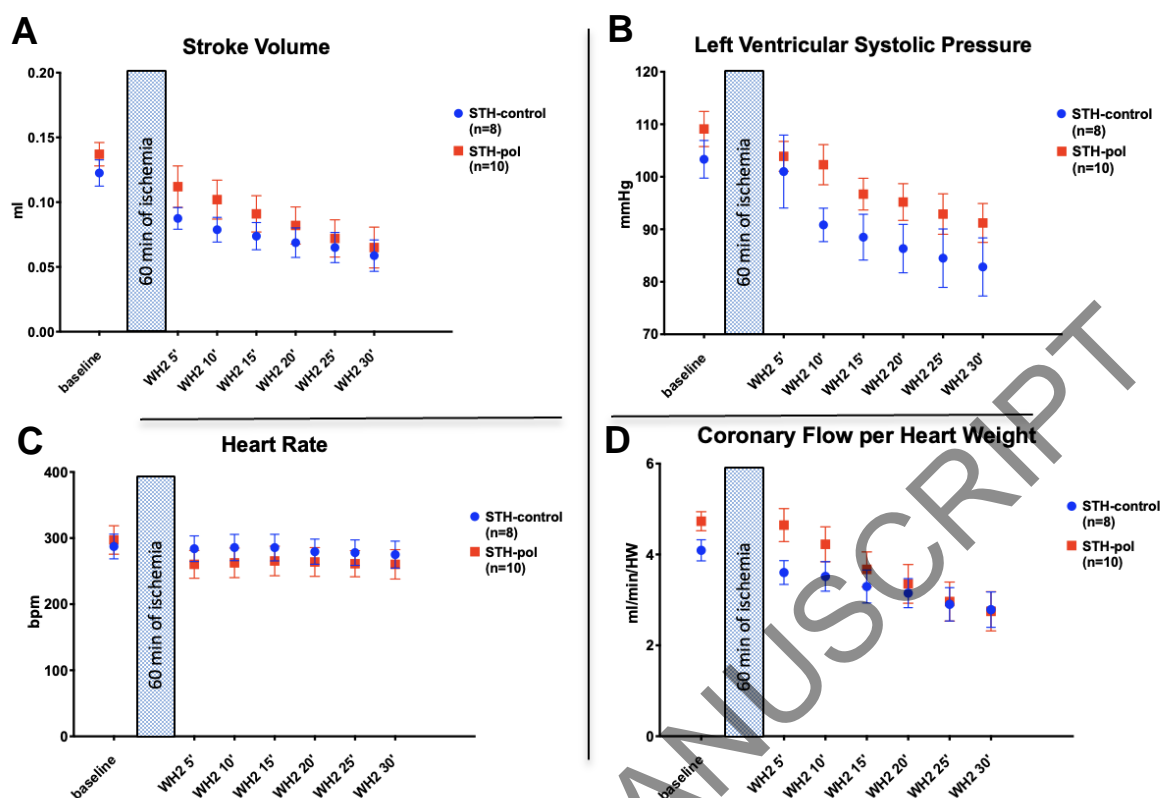 A
Stroke Volume
0.20
0.15
0.10
0.05
0.00
ml
60 min of ischemia
baseline
WH2 5'
WH2 10'
WH2 15'
WH2 20'
WH2 25'
WH2 30'
STH-control
(n=8)
STH-pol
(n=10)
B
Left Ventricular Systolic Pressure
120
110
100
90
80
70
mmHg
60 min of ischemia
baseline
WH2 5'
WH2 10'
WH2 15'
WH2 20'
WH2 25'
WH2 30'
STH-control
(n=8)
STH-pol
(n=10)
C
Heart Rate
400
300
200
100
0
bpm
60 min of ischemia
baseline
WH2 5'
WH2 10'
WH2 15'
WH2 20'
WH2 25'
WH2 30'
STH-control
(n=8)
STH-pol
(n=10)
D
Coronary Flow per Heart Weight
6
4
2
0
ml/min/HW
60 min of ischemia
baseline
WH2 5'
WH2 10'
WH2 15'
WH2 20'
WH2 25'
WH2 30'
STH-control
(n=8)
STH-pol
(n=10)
ANUSCRIPT